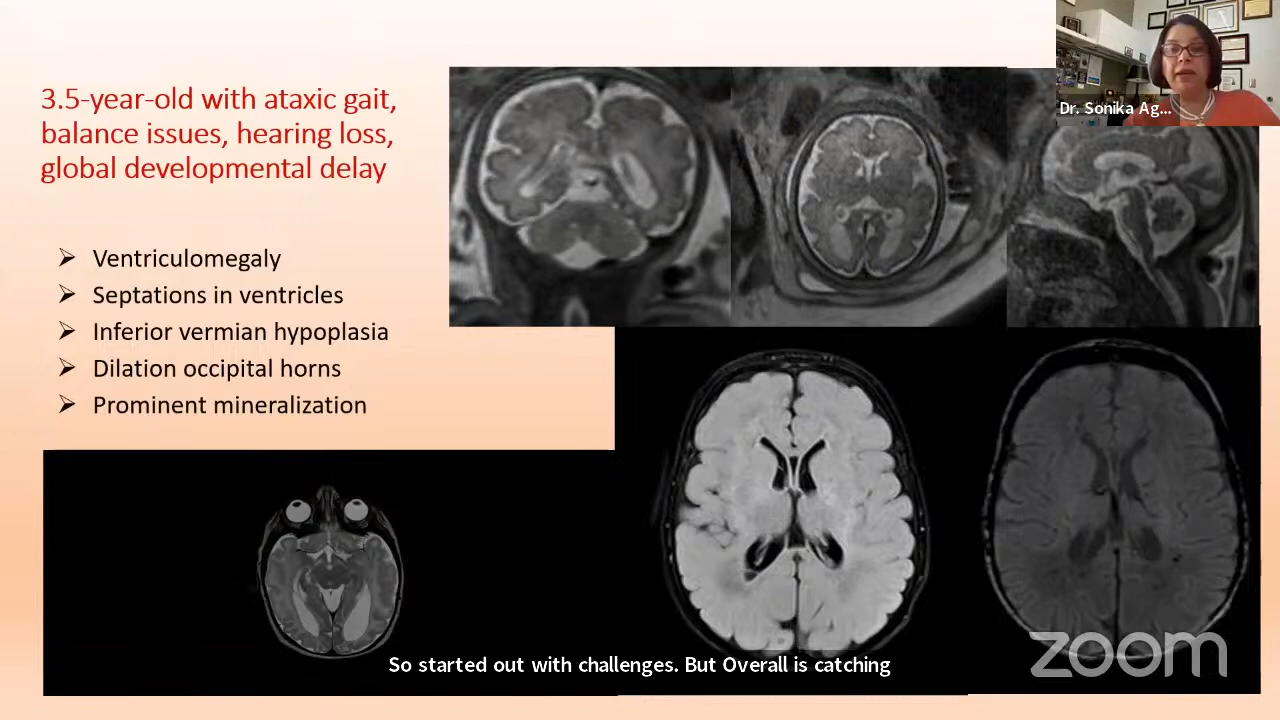 3.5-year-old with ataxic gait,
balance issues, hearing loss,
global developmental delay
Ventriculomegaly
Septations in ventricles
Inferior vermian hypoplasia
Dilation occipital horns
Prominent mineralization
Dr. Sonika Ag...
So started out with challenges. But Overall is catching
zoom